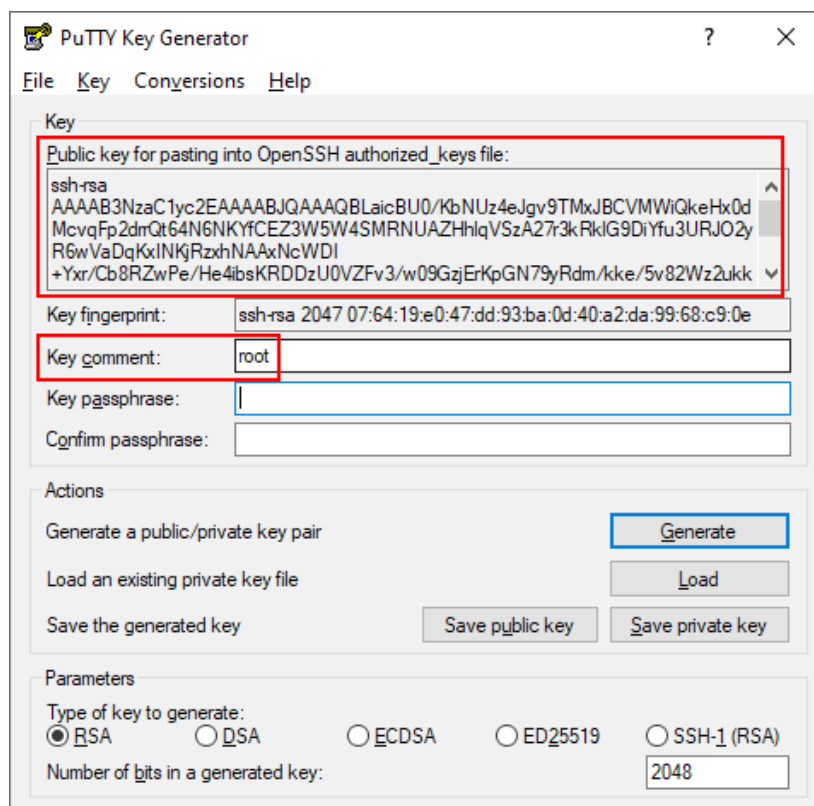 PuTTY Key Generator
File Key Conversions Help
Key
Public key for pasting into OpenSSH authorized_keys file:
ssh-rsa
AAAAB3NzaC1yc2EAAAABJQAAAQBLaicBU0/KbNUz4eJgv9TMxJBCVMWiQkeHx0d
McvqFp2drrQt64N6NKYfCEZ3W5W4SMRNUAZHhlqVSzA27r3kRklG9DiYfu3URJO2y
R6wVaDqKxINKjRzxhNAAxNcWDI
+Yxr/Cb8RZwPe/He4ibsKRDDzU0VZFv3/w09GzjErKpGN79yRdm/kke/5v82Wz2ukk
Key fingerprint: ssh-rsa 2047 07:64:19:e0:47:dd:93:ba:0d:40:a2:da:99:68:c9:0e
Key comment: root
Key passphrase:
Confirm passphrase:
Actions
Generate a public/private key pair Generate
Load an existing private key file Load
Save the generated key Save public key Save private key
Parameters
Type of key to generate:
RSA DSA ECDSA ED25519 SSH-1 (RSA)
Number of bits in a generated key: 2048